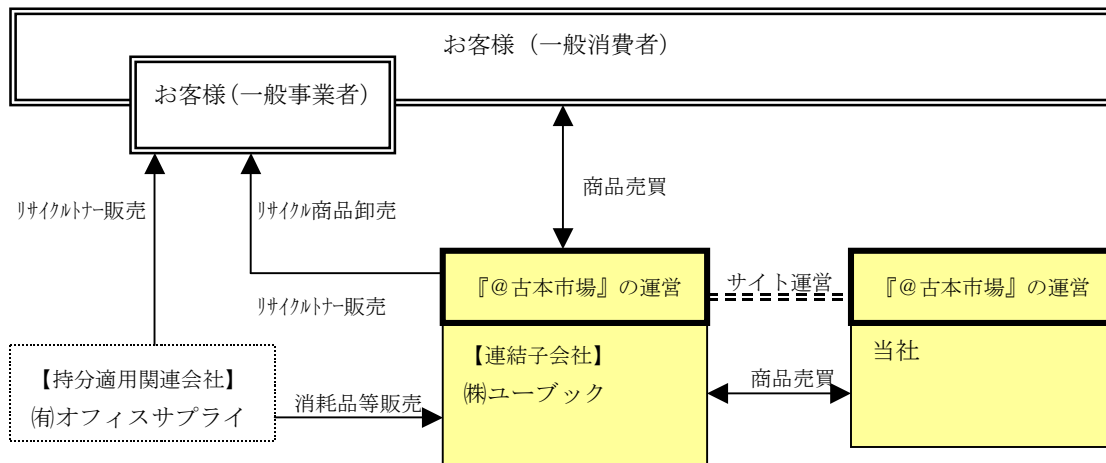 お客様（一般消費者）
お客様(一般事業者)
商品売買
ﾘｻｲｸﾙﾄﾅｰ販売
ﾘｻｲｸﾙ商品卸売
『＠古本市場』の運営
サイト運営
『＠古本市場』の運営
ﾘｻｲｸﾙﾄﾅｰ販売
【持分適用関連会社】
㈲オフィスサプライ
消耗品等販売
【連結子会社】
㈱ユーブック
商品売買
当社